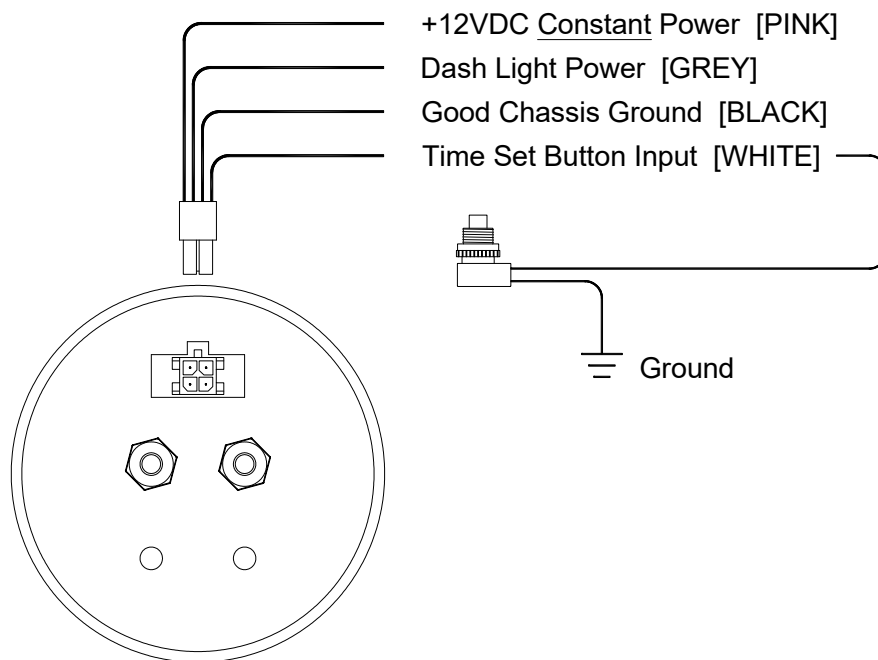 +12VDC Constant Power [PINK]
Dash Light Power [GREY]
Good Chassis Ground [BLACK]
Time Set Button Input [WHITE]
Ground